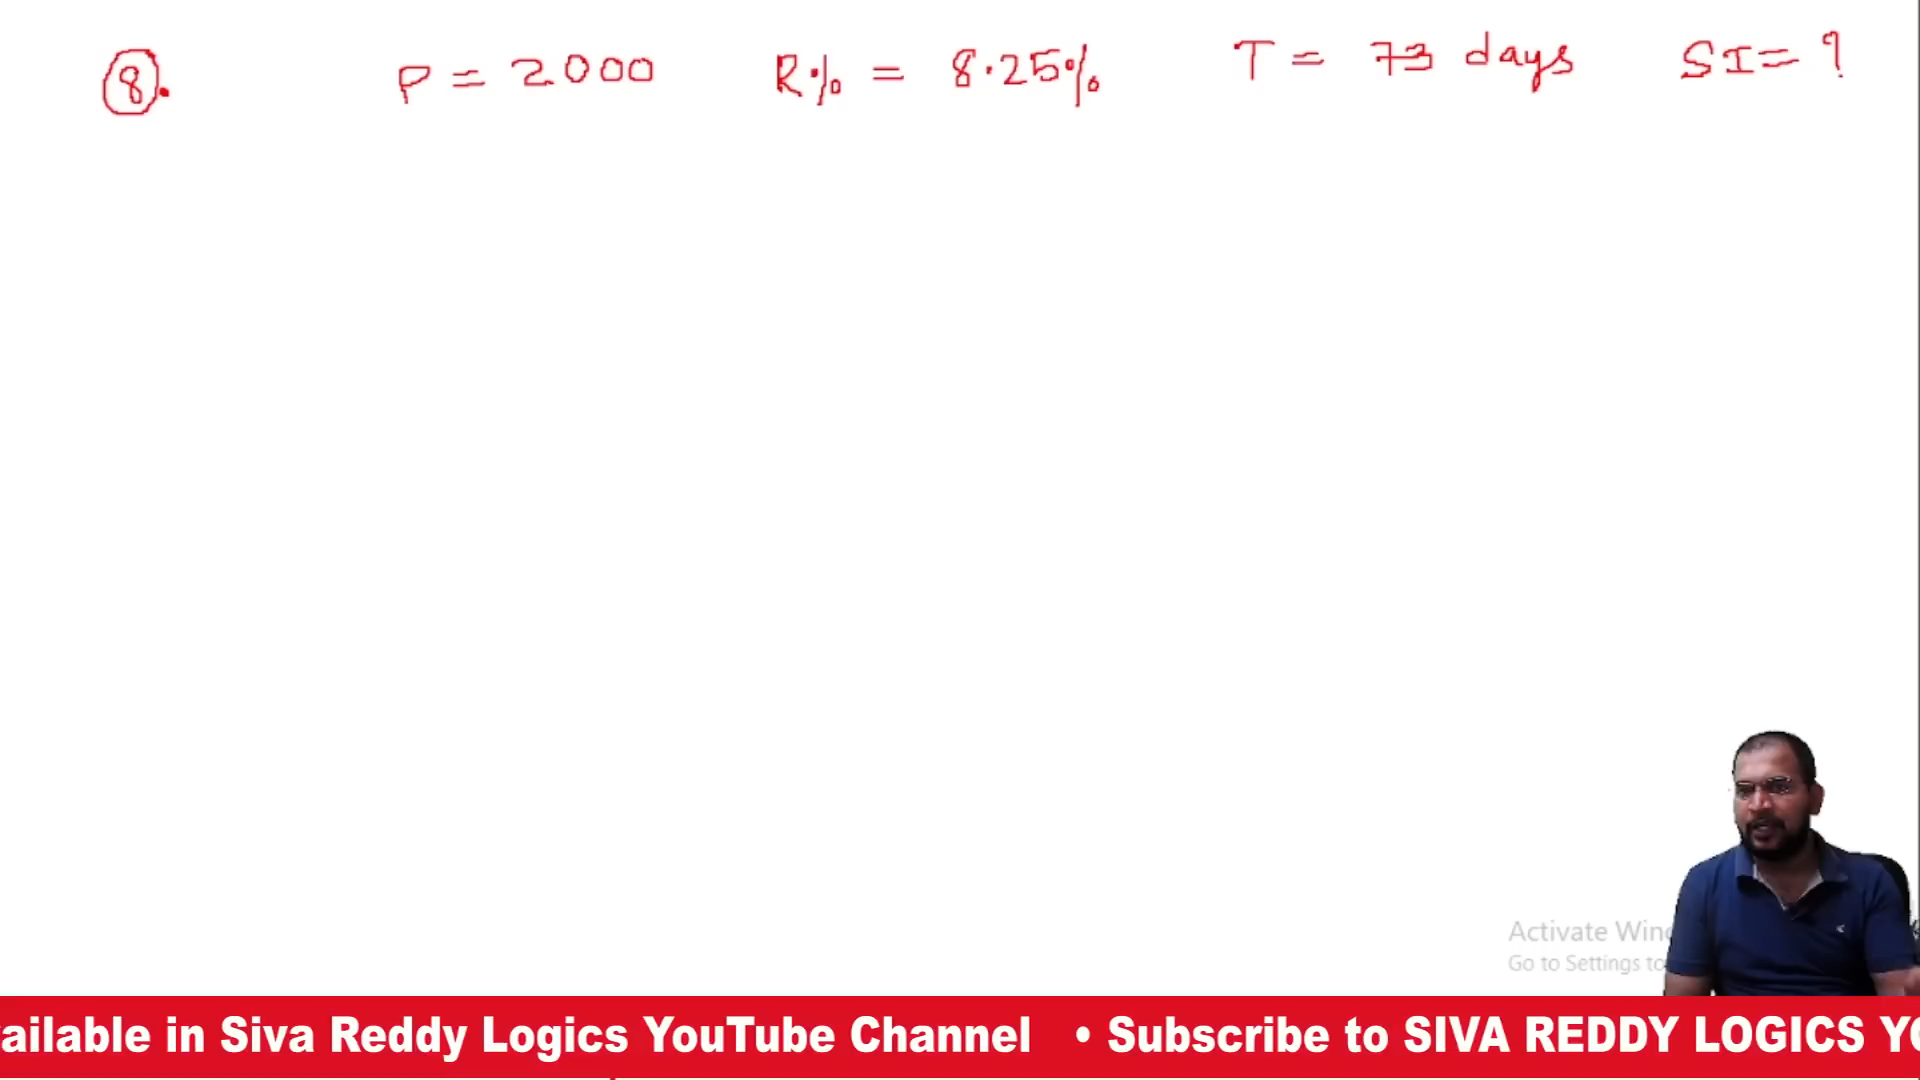 8. P = 2000 R% = 8.25% T = 73 days SI = ?
Activate Win
Go to Settings to
ailable in Siva Reddy Logics YouTube Channel • Subscribe to SIVA REDDY LOGICS Y